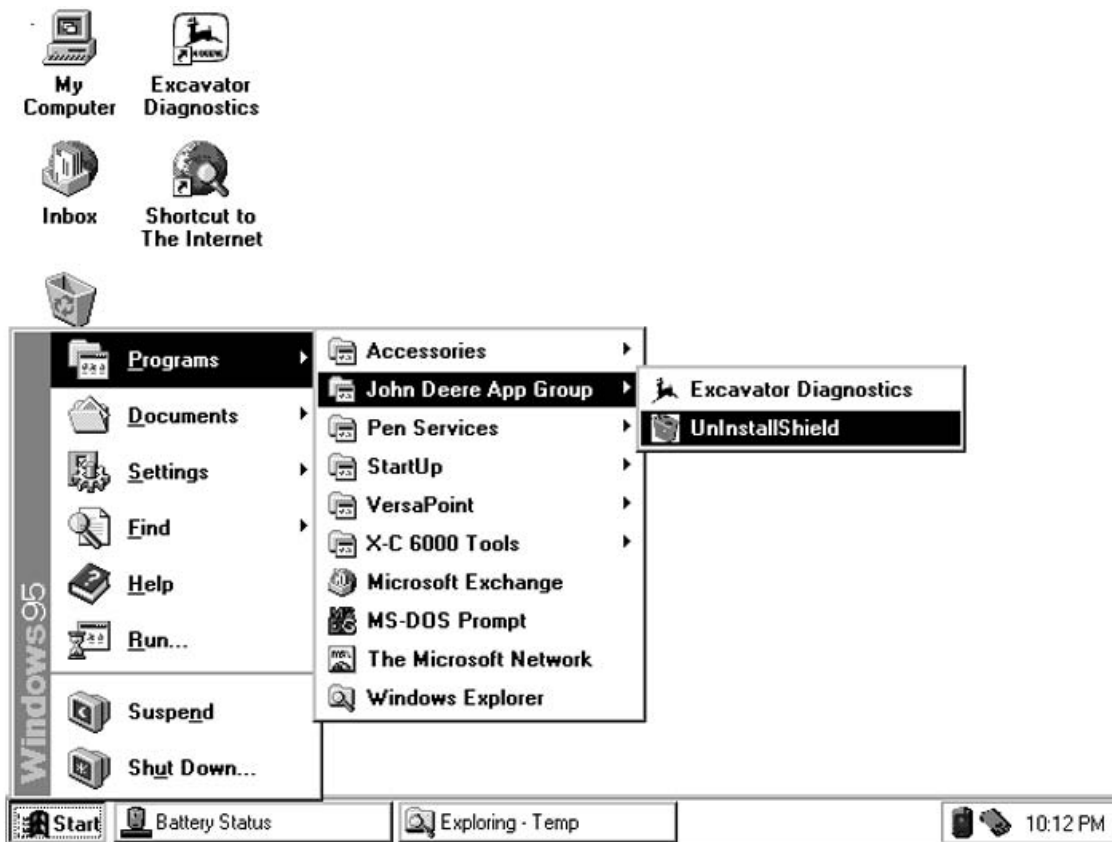 My
Computer
Excavator
Diagnostics
Inbox
Shortcut to
The Internet
Programs
Documents
Settings
Find
Help
Run...
Suspend
Shut Down...
Windows95
Accessories
John Deere App Group
Pen Services
StartUp
VersaPoint
X-C 6000 Tools
Microsoft Exchange
MS-DOS Prompt
The Microsoft Network
Windows Explorer
Excavator Diagnostics
UnInstallShield
Start
Battery Status
Exploring - Temp
10:12 PM